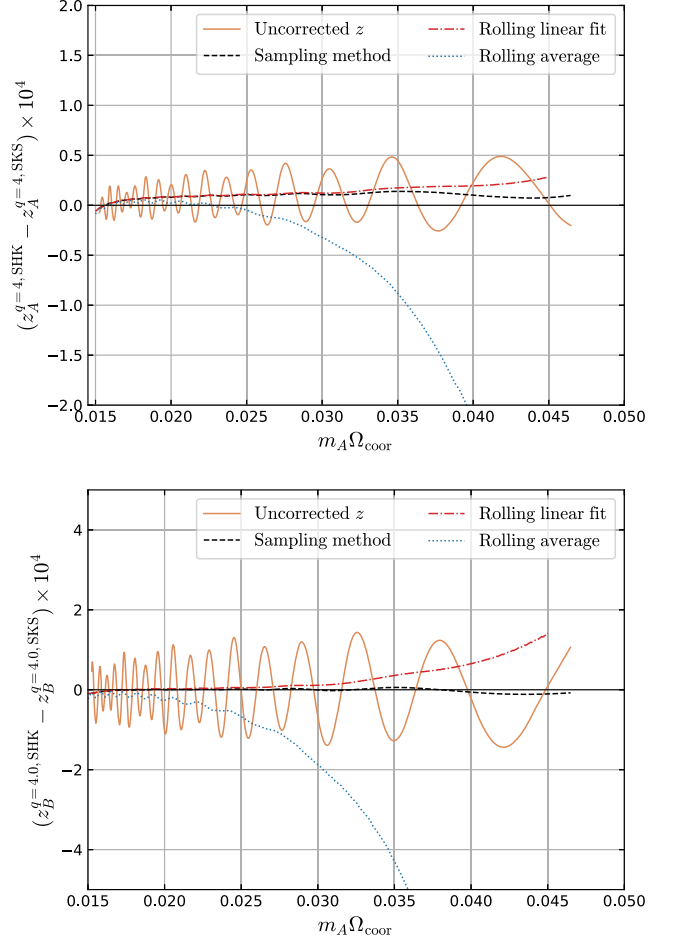 2.0
1.5
1.0
0.5
0.0
−0.5
−1.0
−1.5
−2.0
(z_A^{q=4, SHK} − z_A^{q=4, SKS}) × 10^4
Uncorrected z
Sampling method
Rolling linear fit
Rolling average
0.015 0.020 0.025 0.030 0.035 0.040 0.045 0.050
m_A Ω_coor
4
2
0
−2
−4
(z_B^{q=4.0, SHK} − z_B^{q=4.0, SKS}) × 10^4
Uncorrected z
Sampling method
Rolling linear fit
Rolling average
0.015 0.020 0.025 0.030 0.035 0.040 0.045 0.050
m_A Ω_coor